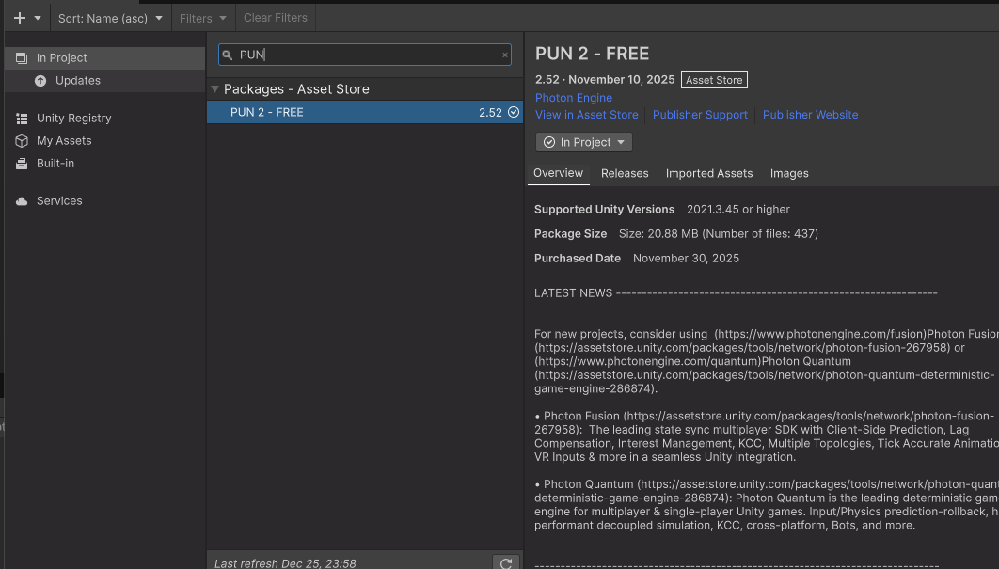 + Sort: Name (asc) Filters Clear Filters
In Project
Updates
Unity Registry
My Assets
Built-in
Services
PUN ×
Packages - Asset Store
PUN 2 - FREE 2.52
Last refresh Dec 25, 23:58
PUN 2 - FREE
2.52 · November 10, 2025 Asset Store
Photon Engine
View in Asset Store Publisher Support Publisher Website
In Project
Overview Releases Imported Assets Images
Supported Unity Versions 2021.3.45 or higher
Package Size Size: 20.88 MB (Number of files: 437)
Purchased Date November 30, 2025
LATEST NEWS --------------------------------------------------------------
For new projects, consider using  (https://www.photonengine.com/fusion)Photon Fusion
(https://assetstore.unity.com/packages/tools/network/photon-fusion-267958) or
(https://www.photonengine.com/quantum)Photon Quantum
(https://assetstore.unity.com/packages/tools/network/photon-quantum-deterministic-
game-engine-286874).
• Photon Fusion (https://assetstore.unity.com/packages/tools/network/photon-fusion-
267958):  The leading state sync multiplayer SDK with Client-Side Prediction, Lag
Compensation, Interest Management, KCC, Multiple Topologies, Tick Accurate Animatio
VR Inputs & more in a seamless Unity integration.
• Photon Quantum (https://assetstore.unity.com/packages/tools/network/photon-quant
deterministic-game-engine-286874): Photon Quantum is the leading deterministic gam
engine for multiplayer & single-player Unity games. Input/Physics prediction-rollback, h
performant decoupled simulation, KCC, cross-platform, Bots, and more.
------------------------------------------------------------------------------